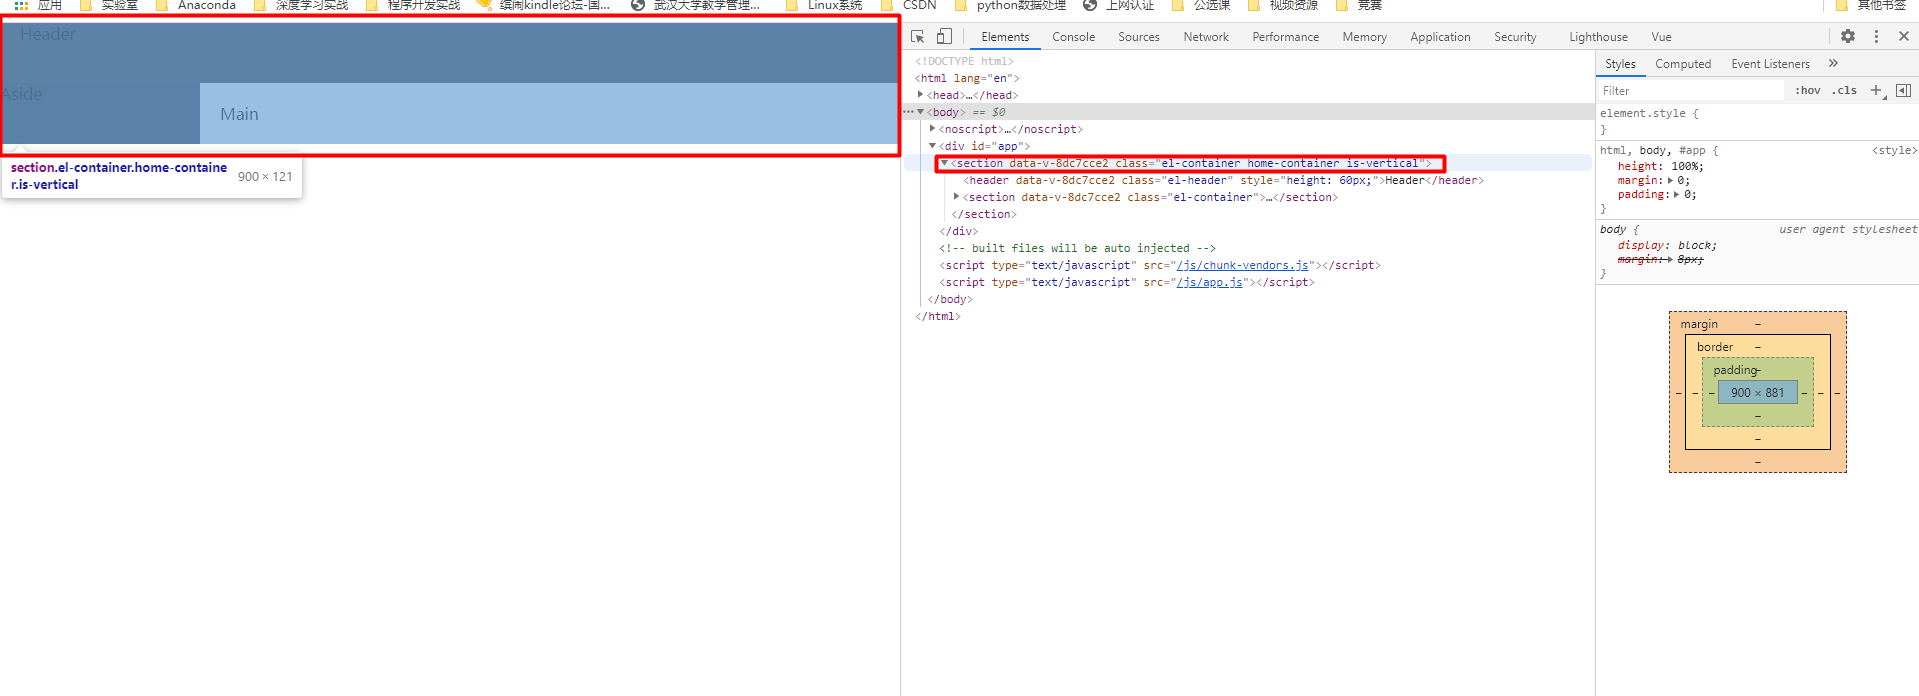 应用 实验室 Anaconda 深度学习实战 程序开发实战 缤闹kindle论坛-国... 武汉大学教学管理... Linux系统 CSDN python数据处理 上网认证 公选课 视频资源 竞赛 其他书签
Header
Aside
Main
section.el-container.home-containe
r.is-vertical
900 × 121
Elements Console Sources Network Performance Memory Application Security Lighthouse Vue
<!DOCTYPE html>
<html lang="en">
<head>…</head>
<body> == $0
<noscript>…</noscript>
<div id="app">
<section data-v-8dc7cce2 class="el-container home-container is-vertical">
<header data-v-8dc7cce2 class="el-header" style="height: 60px;">Header</header>
<section data-v-8dc7cce2 class="el-container">…</section>
</section>
</div>
<!-- built files will be auto injected -->
<script type="text/javascript" src="/js/chunk-vendors.js"></script>
<script type="text/javascript" src="/js/app.js"></script>
</body>
</html>
Styles Computed Event Listeners »
Filter :hov .cls +
element.style {
}
html, body, #app { <style>
height: 100%;
margin: 0;
padding: 0;
}
body { user agent stylesheet
display: block;
margin: 8px;
}
margin –
border –
padding –
– – – 900 × 881 – – –
–
–
–